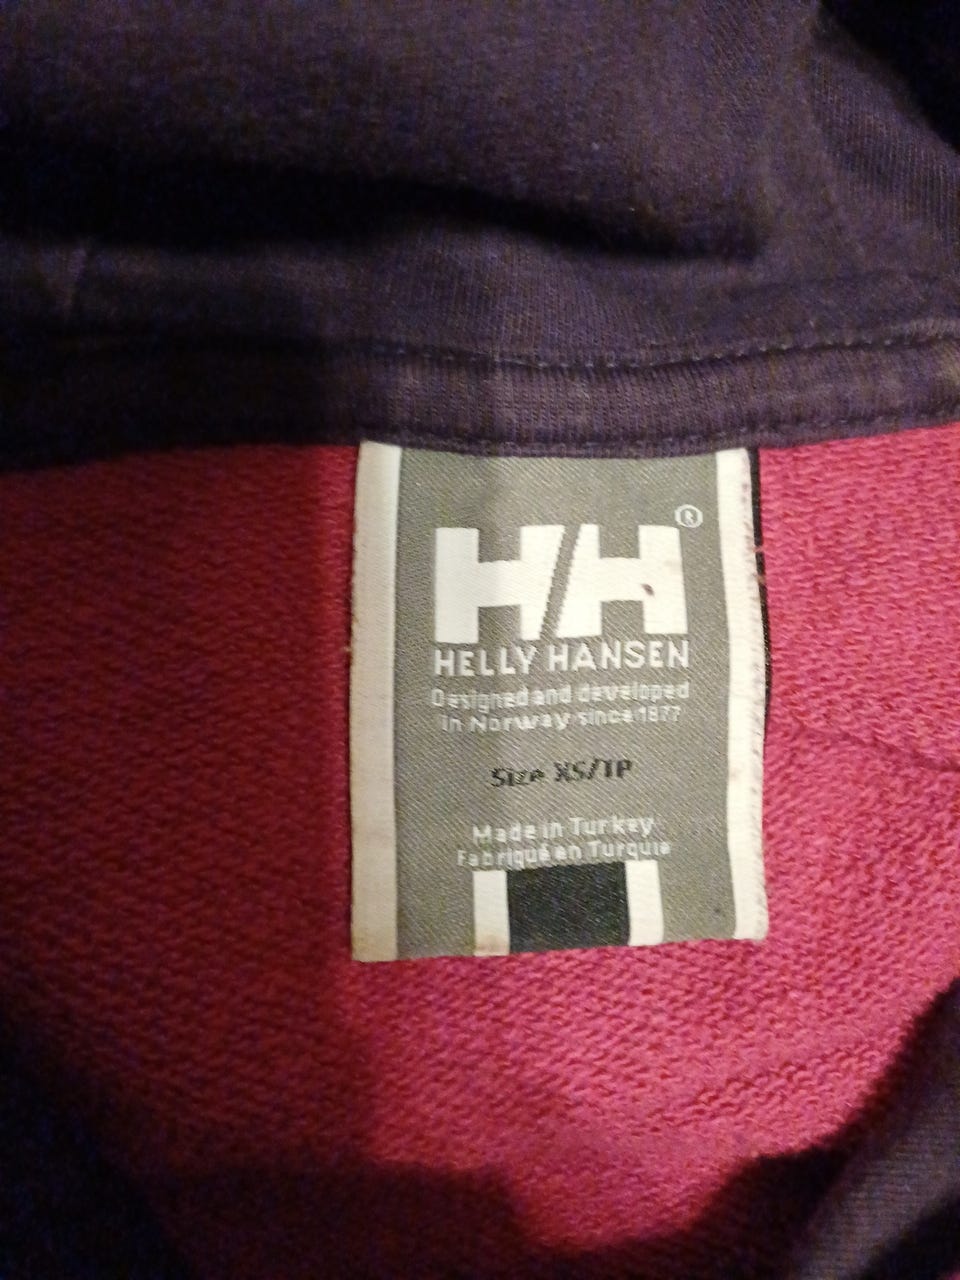 HH®
HELLY HANSEN
Designed and developed
in Norway since 1877
Size XS/TP
Made in Turkey
Fabriqué en Turquie